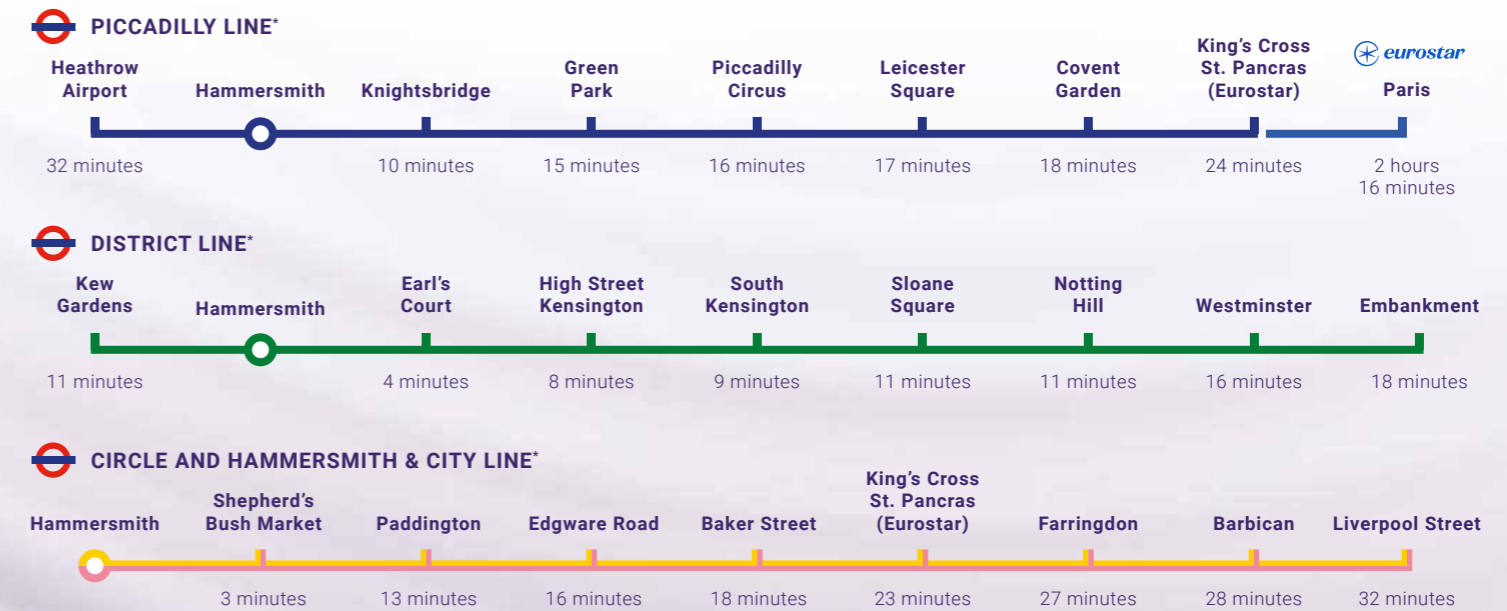 PICCADILLY LINE*
Heathrow
Airport
Hammersmith
Knightsbridge
Green
Park
Piccadilly
Circus
Leicester
Square
Covent
Garden
King's Cross
St. Pancras
(Eurostar)
eurostar
Paris
32 minutes
10 minutes
15 minutes
16 minutes
17 minutes
18 minutes
24 minutes
2 hours
16 minutes
DISTRICT LINE*
Kew
Gardens
Hammersmith
Earl's
Court
High Street
Kensington
South
Kensington
Sloane
Square
Notting
Hill
Westminster
Embankment
11 minutes
4 minutes
8 minutes
9 minutes
11 minutes
11 minutes
16 minutes
18 minutes
CIRCLE AND HAMMERSMITH & CITY LINE*
Hammersmith
Shepherd's
Bush Market
Paddington
Edgware Road
Baker Street
King's Cross
St. Pancras
(Eurostar)
Farringdon
Barbican
Liverpool Street
3 minutes
13 minutes
16 minutes
18 minutes
23 minutes
27 minutes
28 minutes
32 minutes